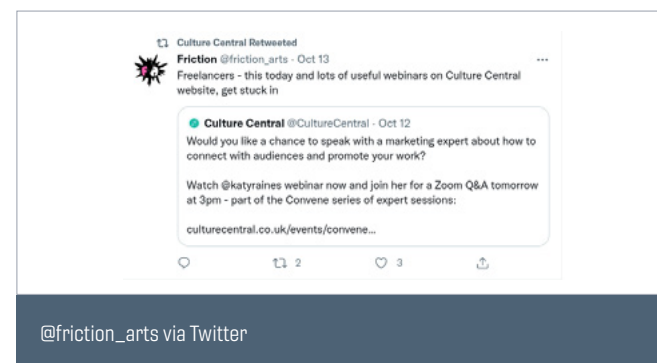 Culture Central Retweeted
Friction @friction_arts · Oct 13
Freelancers - this today and lots of useful webinars on Culture Central
website, get stuck in
Culture Central @CultureCentral · Oct 12
Would you like a chance to speak with a marketing expert about how to
connect with audiences and promote your work?
Watch @katyraines webinar now and join her for a Zoom Q&A tomorrow
at 3pm - part of the Convene series of expert sessions:
culturecentral.co.uk/events/convene...
2 3
@friction_arts via Twitter